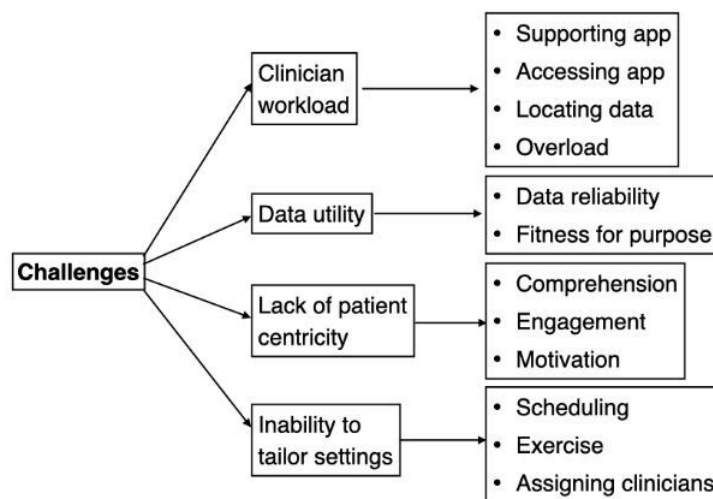 Challenges
Clinician
workload
• Supporting app
• Accessing app
• Locating data
• Overload
Data utility
• Data reliability
• Fitness for purpose
Lack of patient
centricity
• Comprehension
• Engagement
• Motivation
Inability to
tailor settings
• Scheduling
• Exercise
• Assigning clinicians